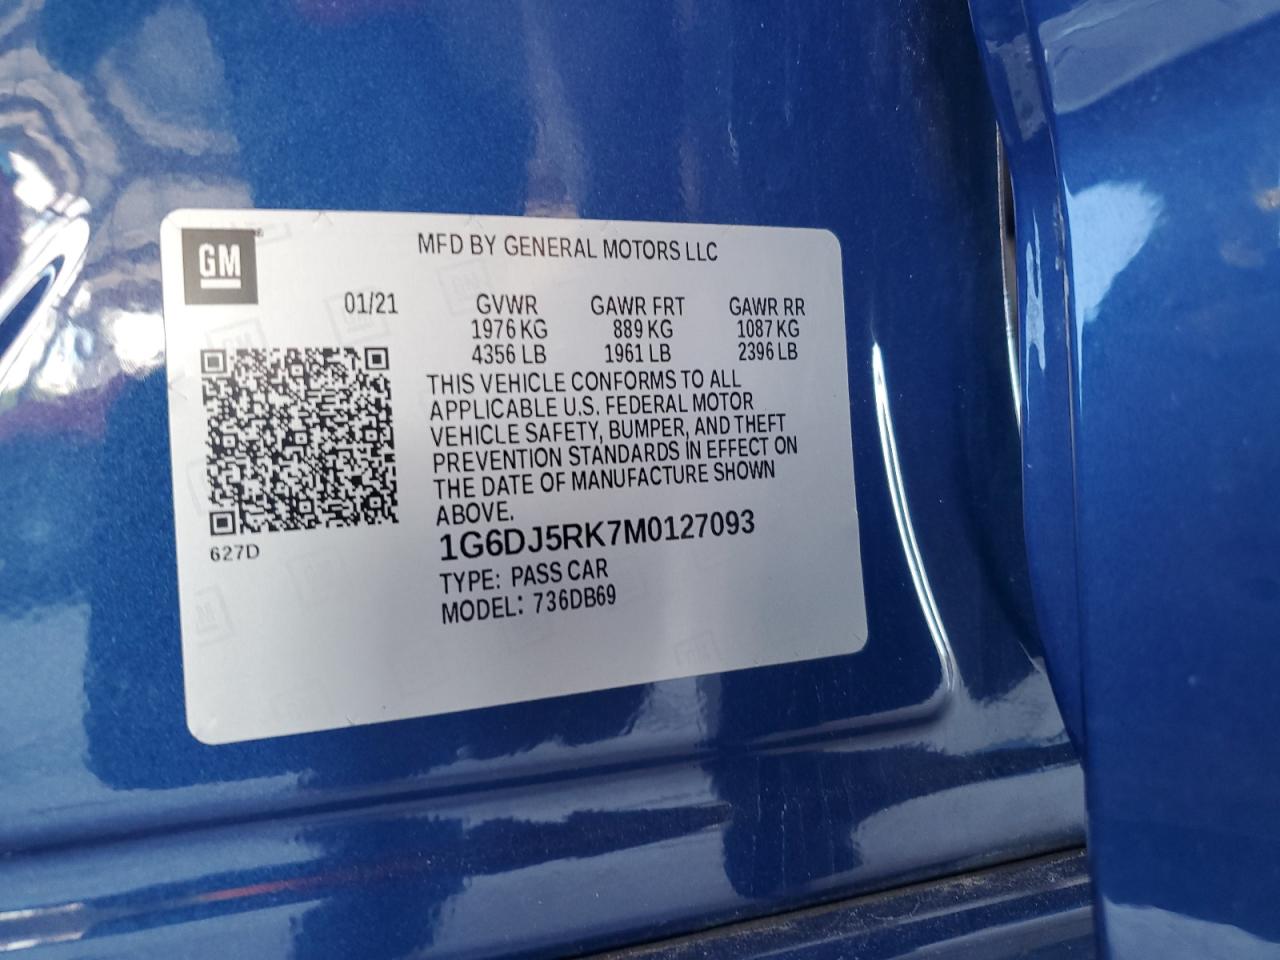 GM
MFD BY GENERAL MOTORS LLC
01/21 GVWR GAWR FRT GAWR RR
1976 KG 889 KG 1087 KG
4356 LB 1961 LB 2396 LB
THIS VEHICLE CONFORMS TO ALL
APPLICABLE U.S. FEDERAL MOTOR
VEHICLE SAFETY, BUMPER, AND THEFT
PREVENTION STANDARDS IN EFFECT ON
THE DATE OF MANUFACTURE SHOWN
ABOVE.
1G6DJ5RK7M0127093
627D
TYPE: PASS CAR
MODEL: 736DB69